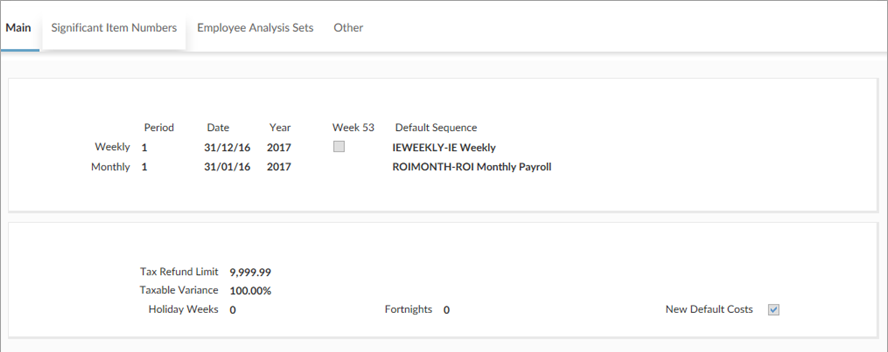 Main Significant Item Numbers Employee Analysis Sets Other
Period Date Year Week 53 Default Sequence
Weekly 1 31/12/16 2017 IEWEEKLY-IE Weekly
Monthly 1 31/01/16 2017 ROIMONTH-ROI Monthly Payroll
Tax Refund Limit 9,999.99
Taxable Variance 100.00%
Holiday Weeks 0 Fortnights 0 New Default Costs